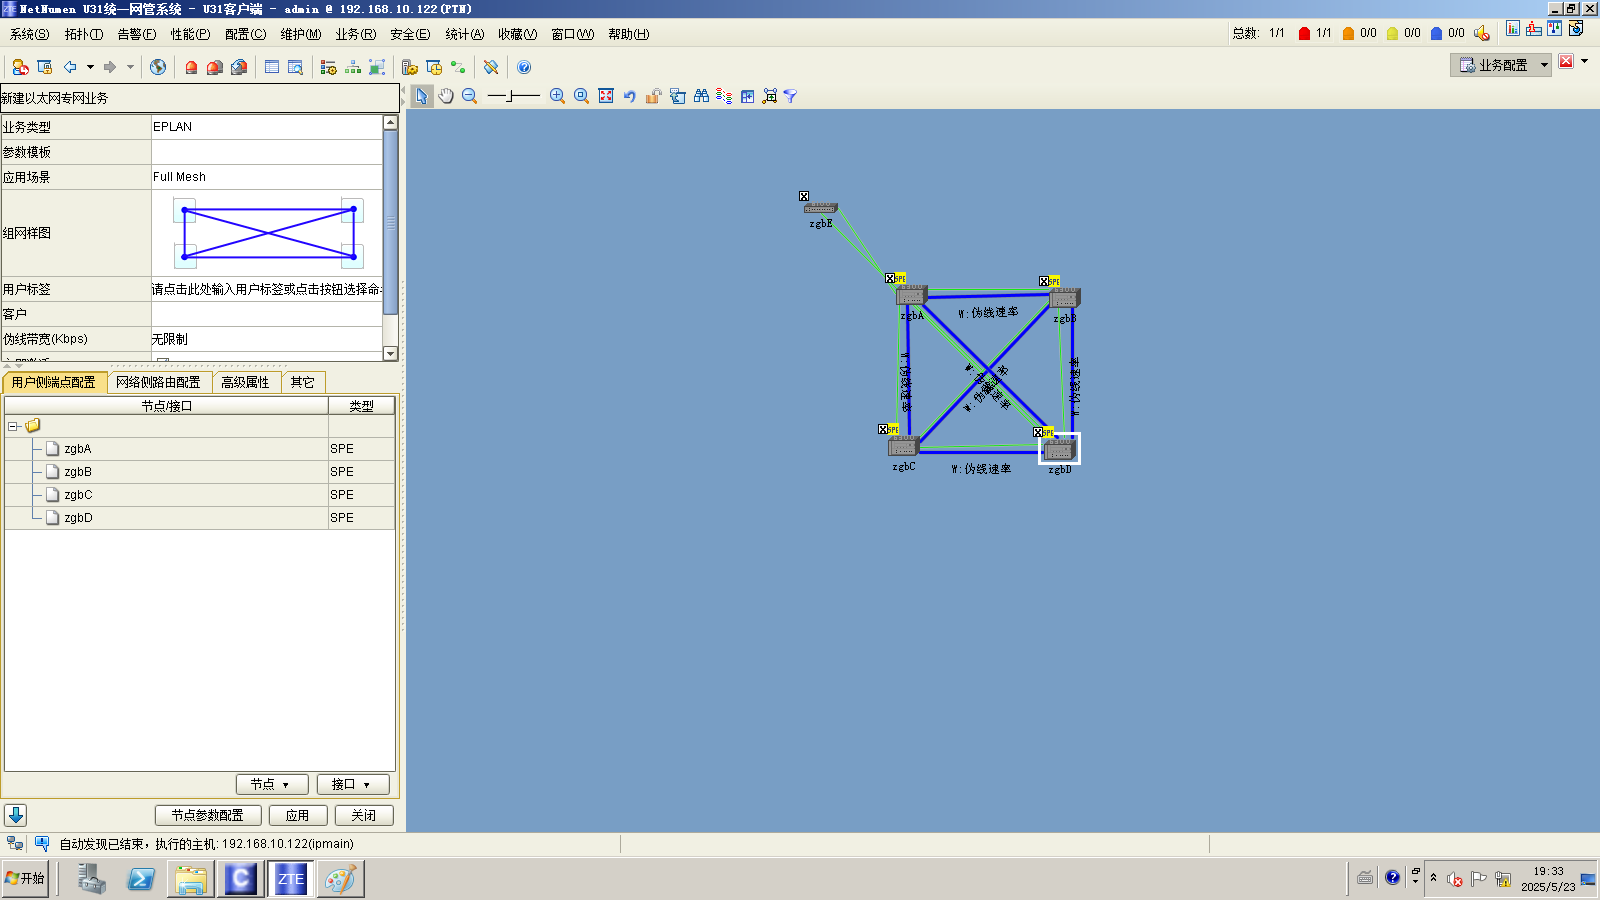 NetNumen U31统一网管系统 - U31客户端 - admin @ 192.168.10.122(PTN)
系统(S) 拓扑(T) 告警(F) 性能(P) 配置(C) 维护(M) 业务(R) 安全(E) 统计(A) 收藏(V) 窗口(W) 帮助(H)
总数: 1/1 1/1 0/0 0/0 0/0
业务配置
新建以太网专网业务
业务类型 EPLAN
参数模板
应用场景 Full Mesh
组网样图
用户标签 请点击此处输入用户标签或点击按钮选择命
客户
伪线带宽(Kbps) 无限制
用户侧端点配置 网络侧路由配置 高级属性 其它
节点/接口 类型
zgbA SPE
zgbB SPE
zgbC SPE
zgbD SPE
节点 接口
节点参数配置 应用 关闭
zgbE
SPE
zgbA
SPE
zgbB
W:伪线速率
W:伪线速率
W:伪线速率
W:伪线速率
W:伪线速率
SPE
zgbC
SPE
zgbD
W:伪线速率
自动发现已结束，执行的主机: 192.168.10.122(ipmain)
开始
ZTE
19:33
2025/5/23